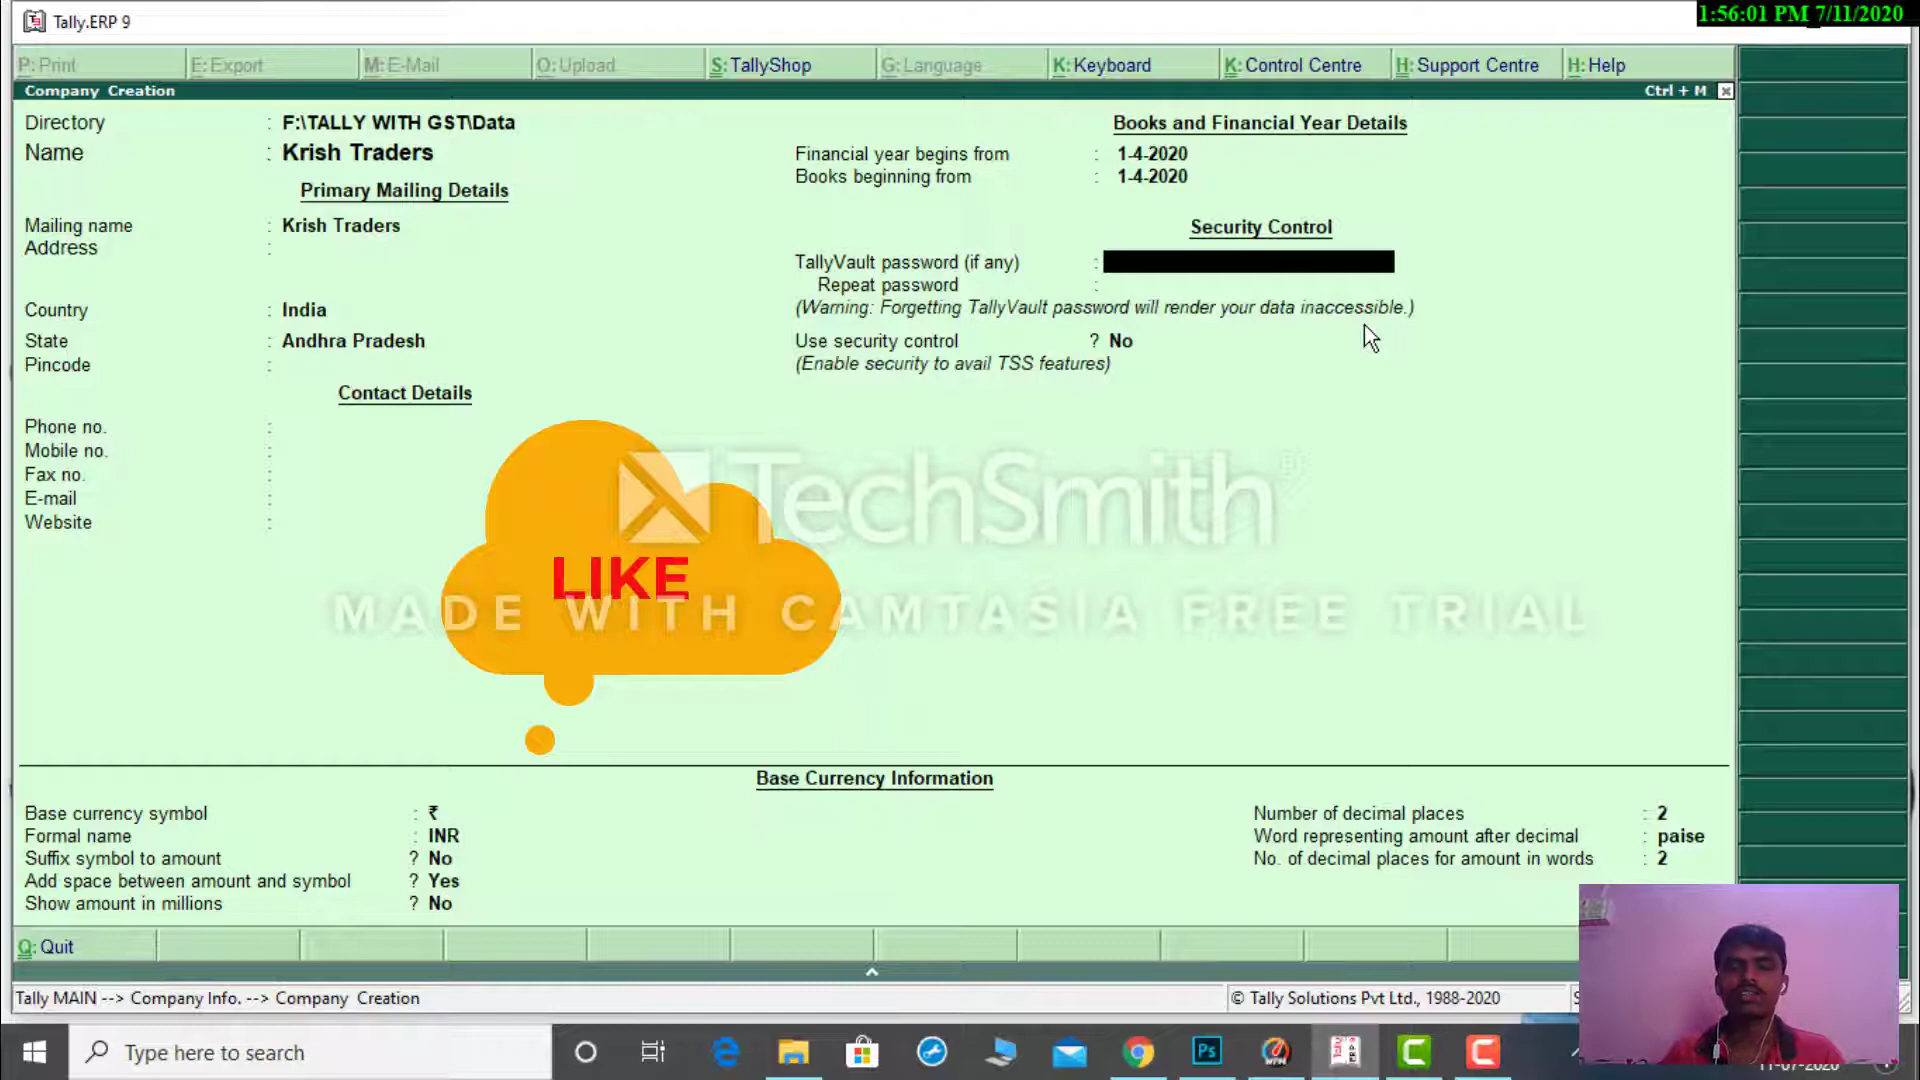 Tally.ERP 9
1:56:01 PM 7/11/2020
P: Print
E: Export
M: E-Mail
O: Upload
S: TallyShop
G: Language
K: Keyboard
K: Control Centre
H: Support Centre
H: Help
Company Creation
Ctrl + M
Directory : F:\TALLY WITH GST\Data
Name : Krish Traders
Primary Mailing Details
Mailing name : Krish Traders
Address :
Country : India
State : Andhra Pradesh
Pincode :
Contact Details
Phone no. :
Mobile no. :
Fax no. :
E-mail :
Website :
Books and Financial Year Details
Financial year begins from : 1-4-2020
Books beginning from : 1-4-2020
Security Control
TallyVault password (if any) :
Repeat password :
(Warning: Forgetting TallyVault password will render your data inaccessible.)
Use security control ? No
(Enable security to avail TSS features)
TechSmith
LIKE
MADE WITH CAMTASIA FREE TRIAL
Base Currency Information
Base currency symbol : ₹
Formal name : INR
Suffix symbol to amount ? No
Add space between amount and symbol ? Yes
Show amount in millions ? No
Number of decimal places : 2
Word representing amount after decimal : paise
No. of decimal places for amount in words : 2
Q: Quit
Tally MAIN --> Company Info. --> Company Creation
© Tally Solutions Pvt Ltd., 1988-2020
Type here to search
Ps
11-07-2020